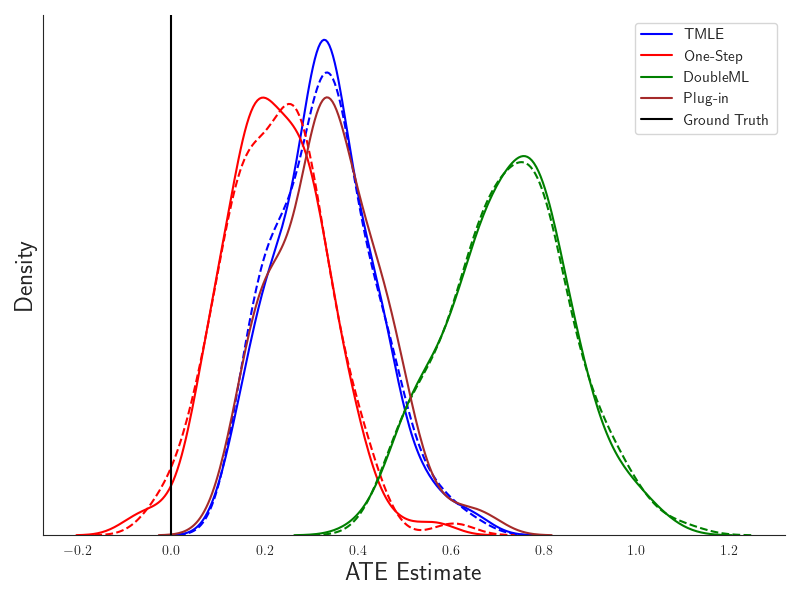 TMLE
One-Step
DoubleML
Plug-in
Ground Truth
Density
−0.2 0.0 0.2 0.4 0.6 0.8 1.0 1.2
ATE Estimate